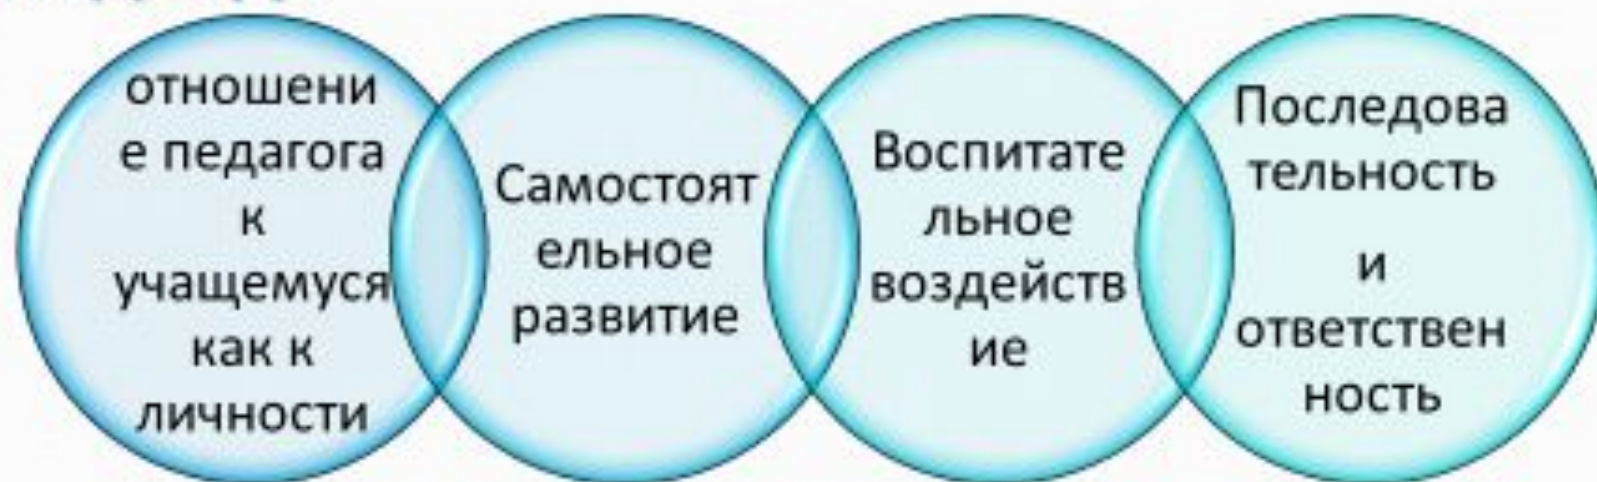 отношени
е педагога
к
учащемуся
как к
личности
Самостоят
ельное
развитие
Воспитате
льное
воздейств
ие
Последова
тельность
и
ответствен
ность